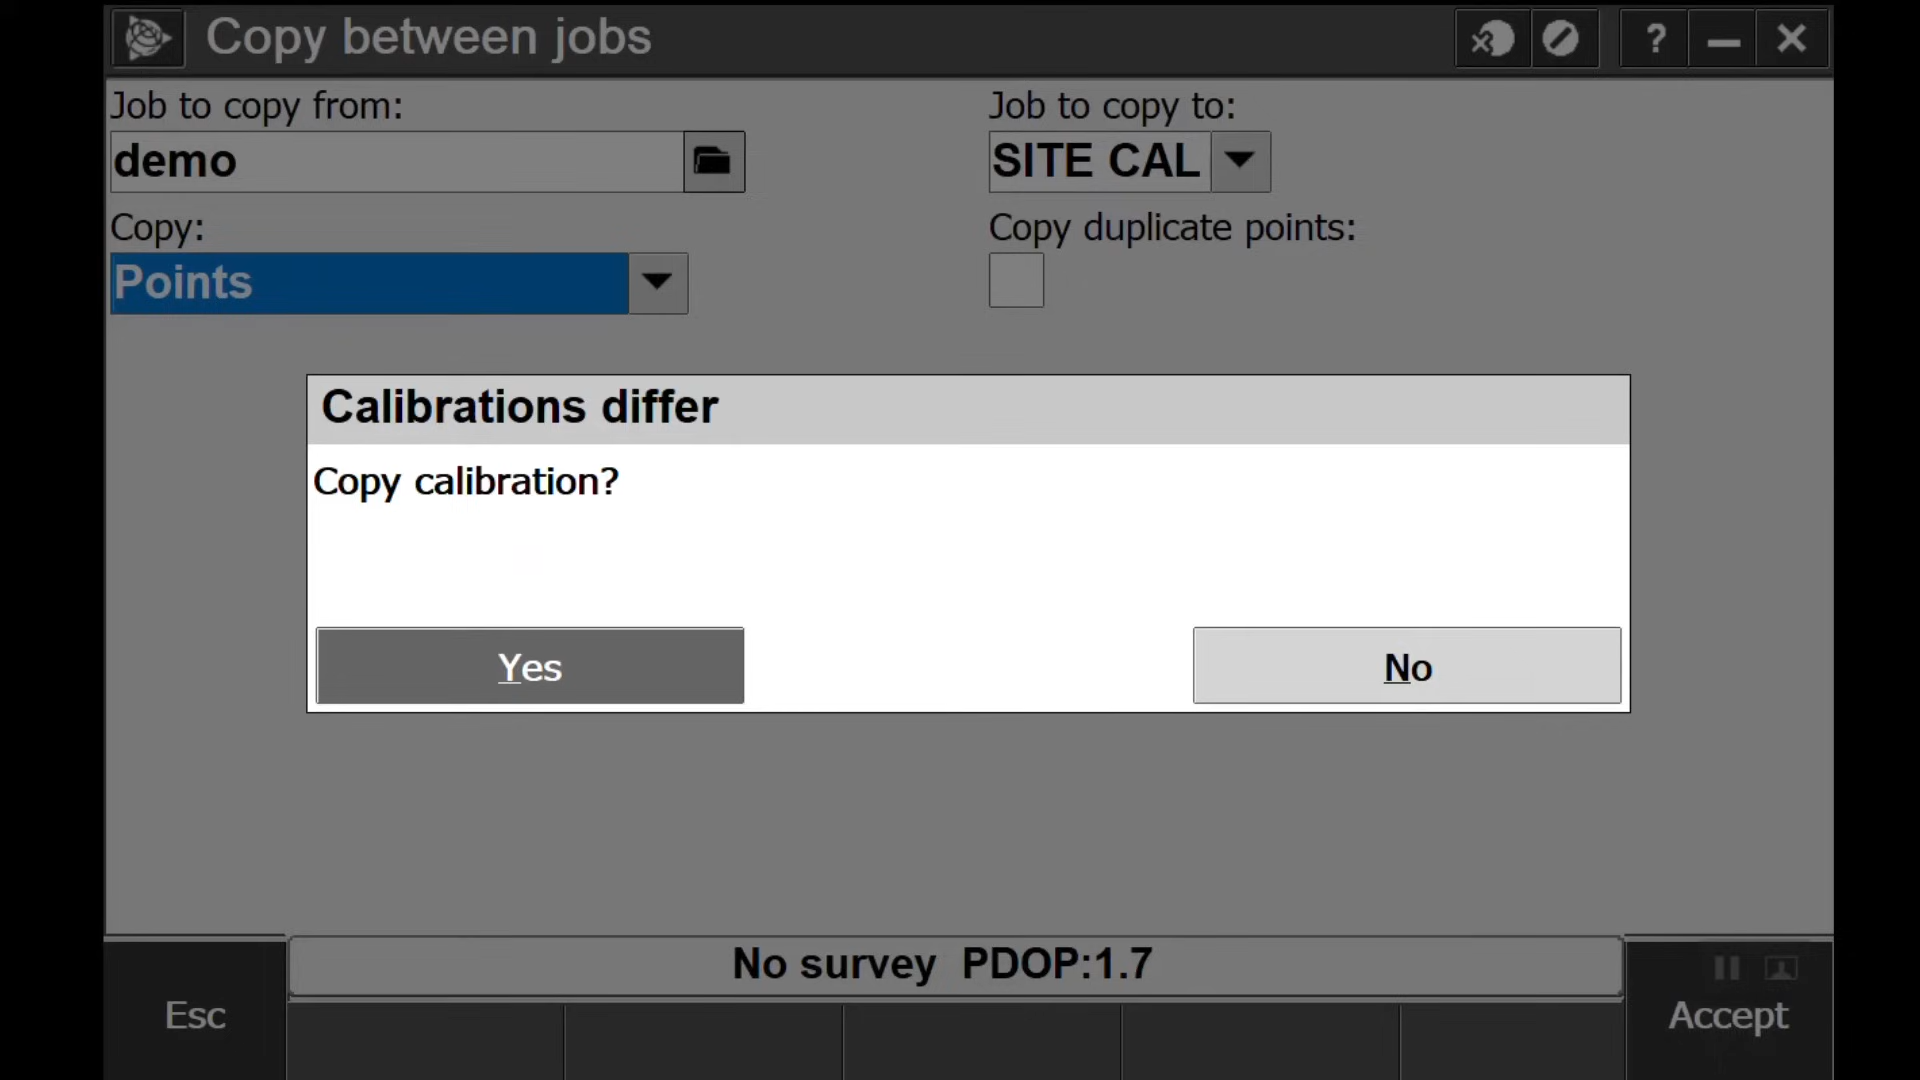 Copy between jobs
?
Job to copy from:
Job to copy to:
demo
SITE CAL
Copy:
Copy duplicate points:
Points
Calibrations differ
Copy calibration?
Yes
No
No survey PDOP:1.7
Esc
Accept